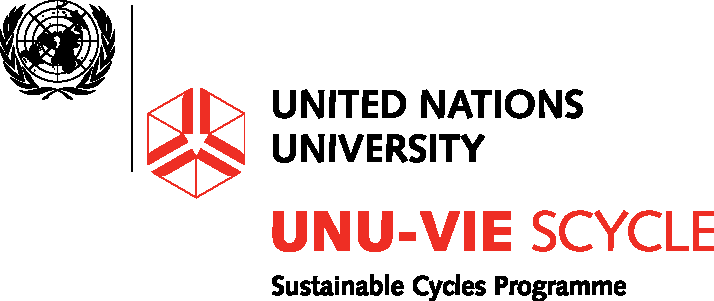 UNITED NATIONS
UNIVERSITY
UNU-VIE SCYCLE
Sustainable Cycles Programme